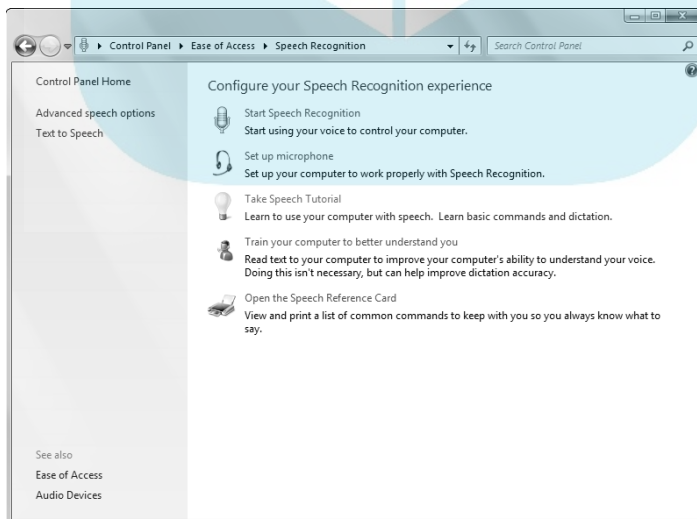 Control Panel ▸ Ease of Access ▸ Speech Recognition
Search Control Panel
Control Panel Home
Advanced speech options
Text to Speech
See also
Ease of Access
Audio Devices
Configure your Speech Recognition experience
Start Speech Recognition
Start using your voice to control your computer.
Set up microphone
Set up your computer to work properly with Speech Recognition.
Take Speech Tutorial
Learn to use your computer with speech. Learn basic commands and dictation.
Train your computer to better understand you
Read text to your computer to improve your computer's ability to understand your voice.
Doing this isn't necessary, but can help improve dictation accuracy.
Open the Speech Reference Card
View and print a list of common commands to keep with you so you always know what to
say.